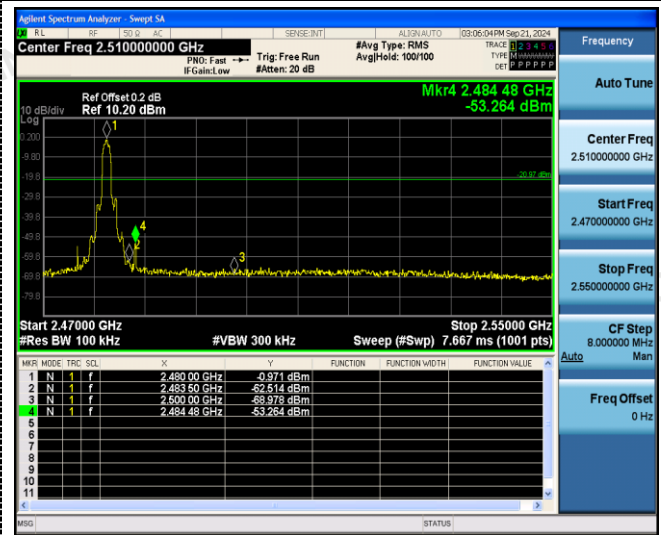 Agilent Spectrum Analyzer - Swept SA
RL RF 50 Ω AC SENSE:INT ALIGNAUTO 03:06:04 PM Sep 21, 2024
Center Freq 2.510000000 GHz
PNO: Fast
IFGain:Low
Trig: Free Run
#Atten: 20 dB
#Avg Type: RMS
Avg|Hold: 100/100
TRACE 1 2 3 4 5 6
TYPE M
DET P P P P P P
Frequency
Auto Tune
Mkr4 2.484 48 GHz
-53.264 dBm
Ref Offset 0.2 dB
Ref 10.20 dBm
10 dB/div
Log
0.200
-9.80
-19.8
-29.8
-39.8
-49.8
-59.8
-69.8
-79.8
1
2
3
4
-20.97 dBm
Center Freq
2.510000000 GHz
Start Freq
2.470000000 GHz
Stop Freq
2.550000000 GHz
CF Step
8.000000 MHz
Auto Man
Freq Offset
0 Hz
Start 2.47000 GHz Stop 2.55000 GHz
#Res BW 100 kHz #VBW 300 kHz Sweep (#Swp) 7.667 ms (1001 pts)
MKR MODE TRC SCL X Y FUNCTION FUNCTION WIDTH FUNCTION VALUE
1 N 1 f 2.480 00 GHz -0.971 dBm
2 N 1 f 2.483 50 GHz -62.514 dBm
3 N 1 f 2.500 00 GHz -68.978 dBm
4 N 1 f 2.484 48 GHz -53.264 dBm
5
6
7
8
9
10
11
MSG STATUS